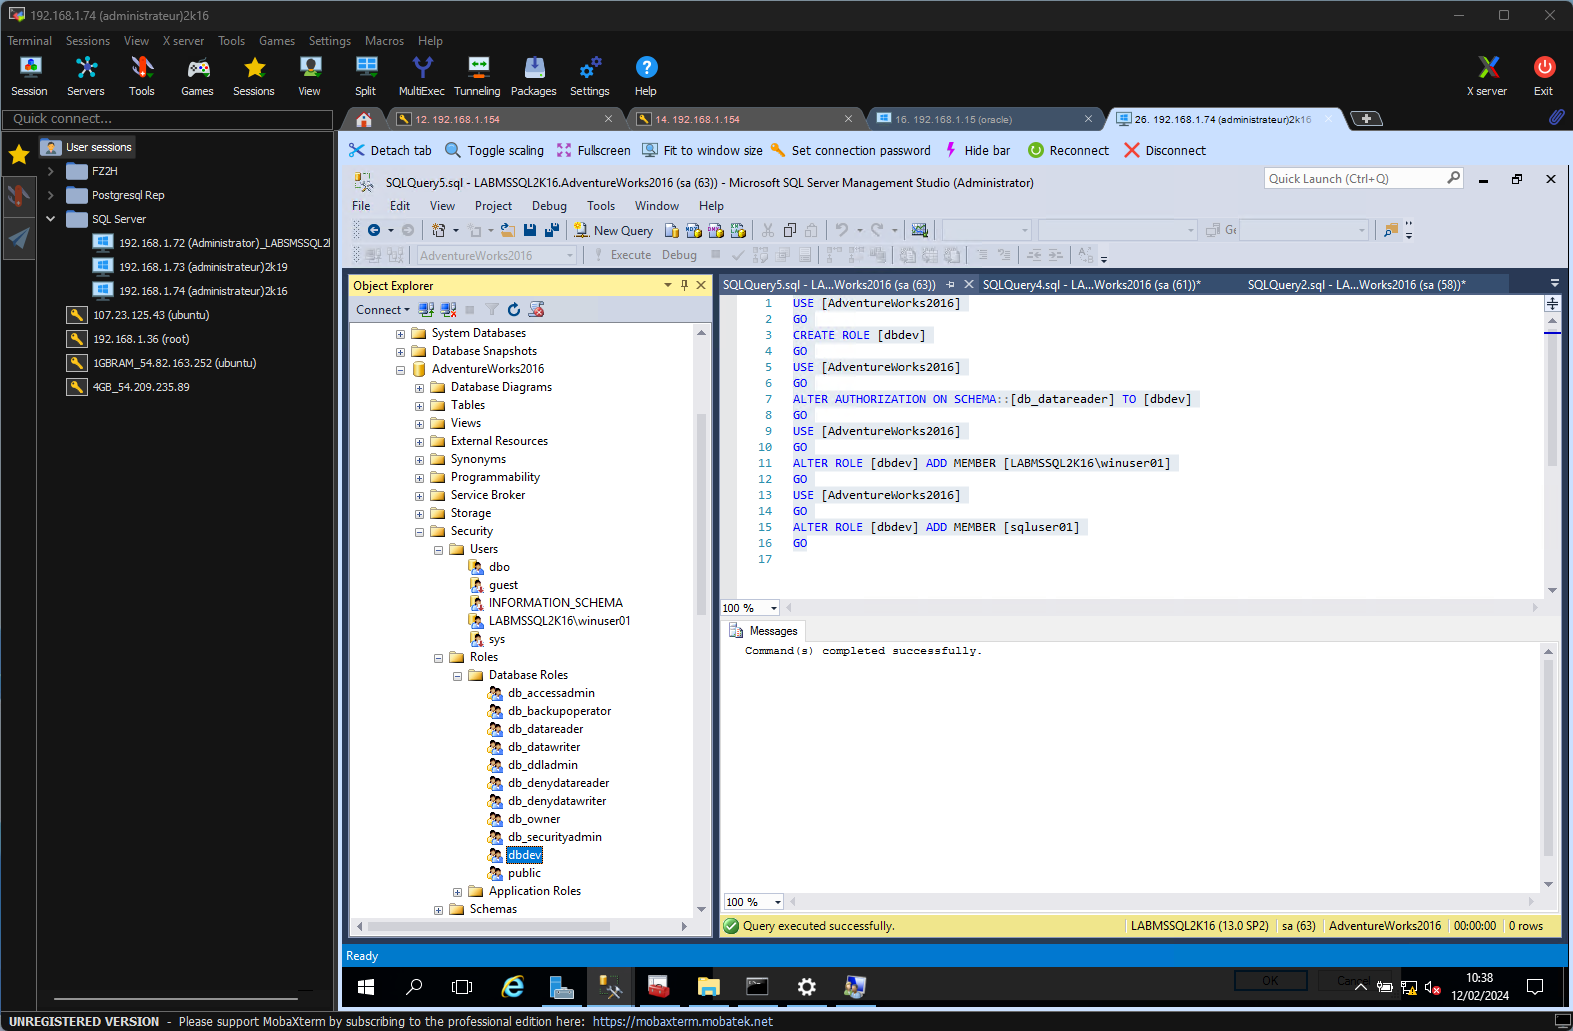 192.168.1.74 (administrateur)2k16
Terminal Sessions View X server Tools Games Settings Macros Help
Session Servers Tools Games Sessions View Split MultiExec Tunneling Packages Settings Help X server Exit
Quick connect...
12. 192.168.1.154
14. 192.168.1.154
16. 192.168.1.15 (oracle)
26. 192.168.1.74 (administrateur)2k16
User sessions
FZ2H
Postgresql Rep
SQL Server
192.168.1.72 (Administrator)_LABSMSSQL2
192.168.1.73 (administrateur)2k19
192.168.1.74 (administrateur)2k16
107.23.125.43 (ubuntu)
192.168.1.36 (root)
1GBRAM_54.82.163.252 (ubuntu)
4GB_54.209.235.89
Detach tab Toggle scaling Fullscreen Fit to window size Set connection password Hide bar Reconnect Disconnect
SQLQuery5.sql - LABMSSQL2K16.AdventureWorks2016 (sa (63)) - Microsoft SQL Server Management Studio (Administrator)
Quick Launch (Ctrl+Q)
File Edit View Project Debug Tools Window Help
New Query MDX DMX Ge
AdventureWorks2016 Execute Debug
Object Explorer
Connect
System Databases
Database Snapshots
AdventureWorks2016
Database Diagrams
Tables
Views
External Resources
Synonyms
Programmability
Service Broker
Storage
Security
Users
dbo
guest
INFORMATION_SCHEMA
LABMSSQL2K16\winuser01
sys
Roles
Database Roles
db_accessadmin
db_backupoperator
db_datareader
db_datawriter
db_ddladmin
db_denydatareader
db_denydatawriter
db_owner
db_securityadmin
dbdev
public
Application Roles
Schemas
SQLQuery5.sql - LA...Works2016 (sa (63))
SQLQuery4.sql - LA...Works2016 (sa (61))*
SQLQuery2.sql - LA...Works2016 (sa (58))*
1 USE [AdventureWorks2016]
2 GO
3 CREATE ROLE [dbdev]
4 GO
5 USE [AdventureWorks2016]
6 GO
7 ALTER AUTHORIZATION ON SCHEMA::[db_datareader] TO [dbdev]
8 GO
9 USE [AdventureWorks2016]
10 GO
11 ALTER ROLE [dbdev] ADD MEMBER [LABMSSQL2K16\winuser01]
12 GO
13 USE [AdventureWorks2016]
14 GO
15 ALTER ROLE [dbdev] ADD MEMBER [sqluser01]
16 GO
17
100 %
Messages
Command(s) completed successfully.
100 %
Query executed successfully.
LABMSSQL2K16 (13.0 SP2) sa (63) AdventureWorks2016 00:00:00 0 rows
Ready
OK Cancel
10:38
12/02/2024
UNREGISTERED VERSION - Please support MobaXterm by subscribing to the professional edition here: https://mobaxterm.mobatek.net